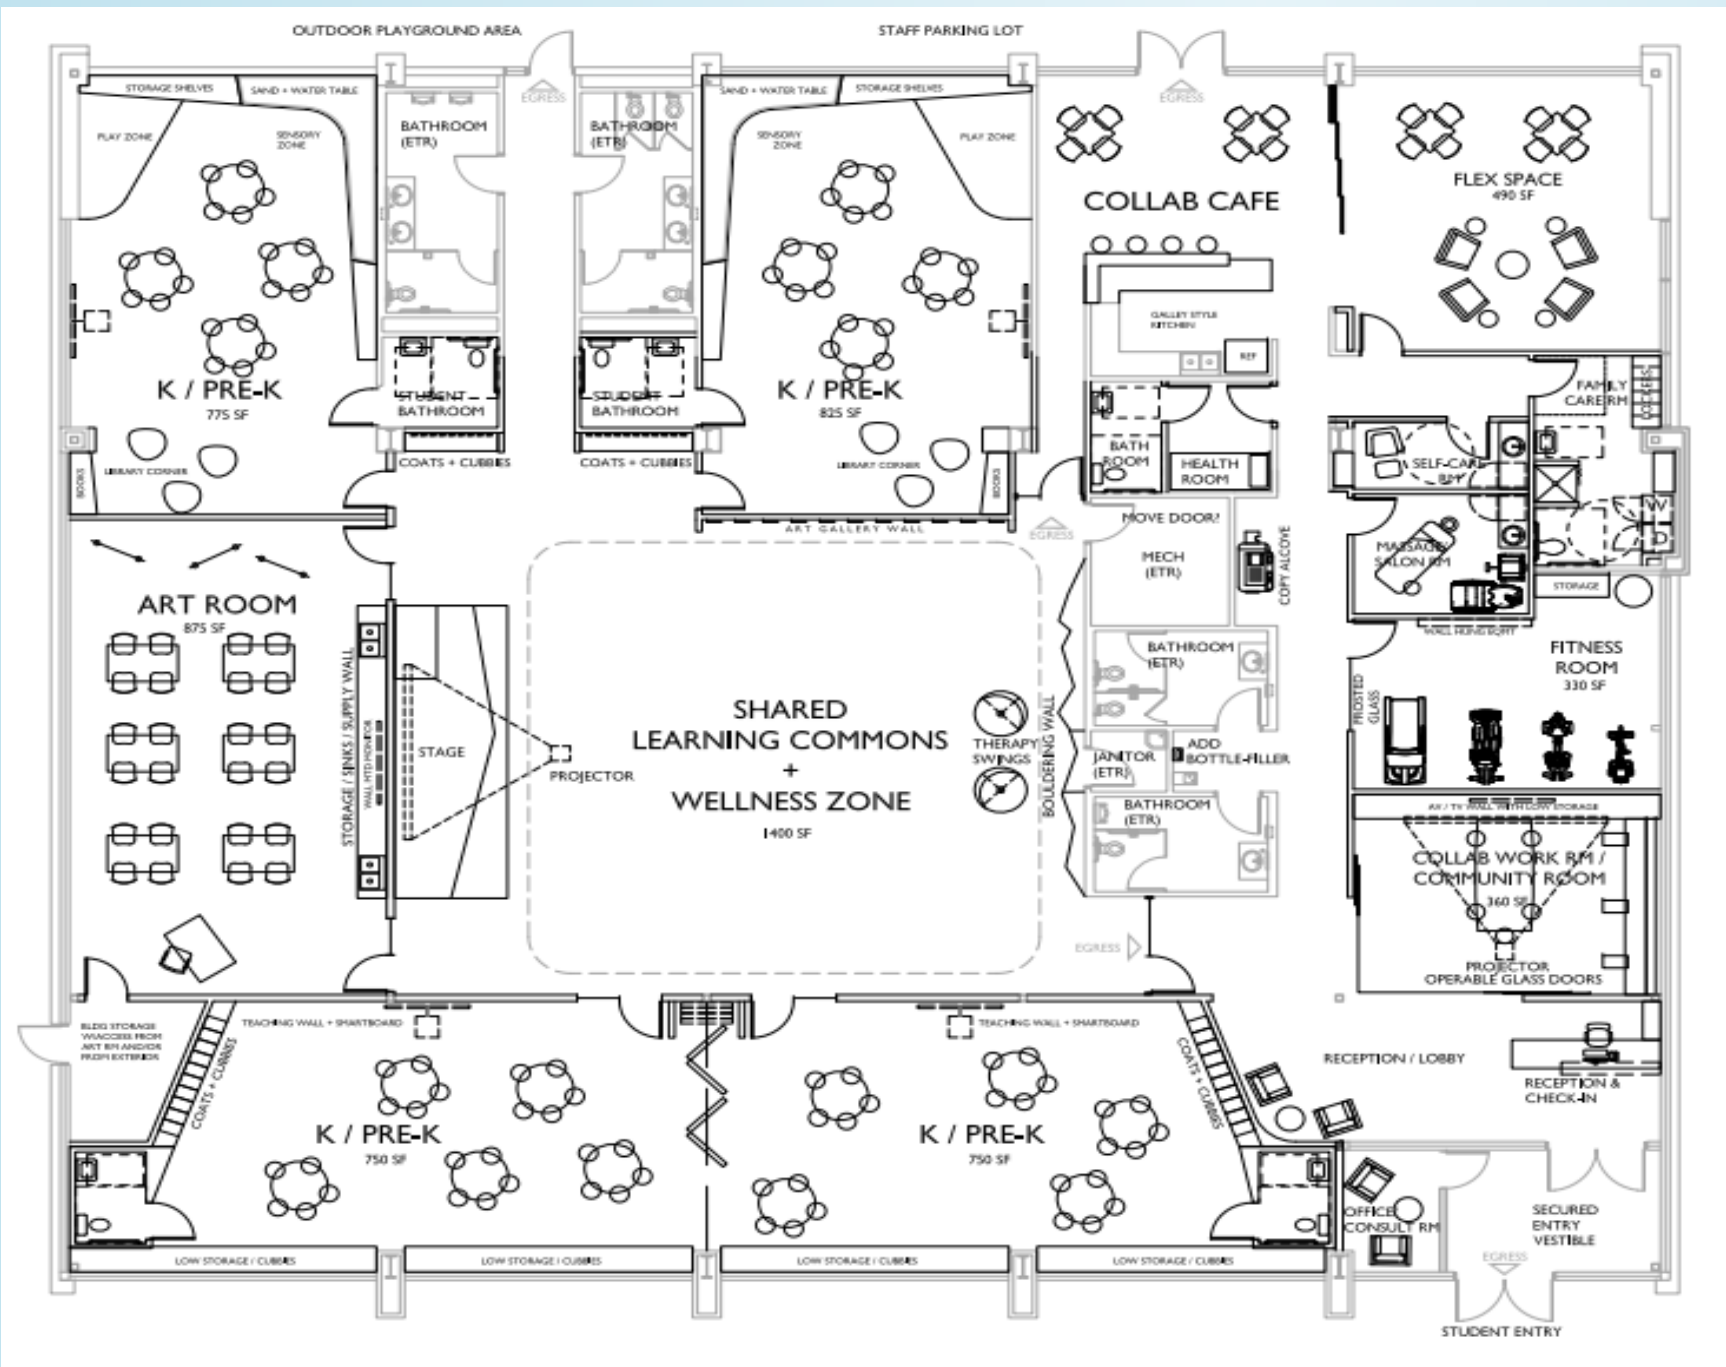 OUTDOOR PLAYGROUND AREA
STAFF PARKING LOT
STORAGE SHELVES
SAND + WATER TABLE
EGRESS
SAND + WATER TABLE
STORAGE SHELVES
EGRESS
PLAY ZONE
SENSORY
ZONE
BATHROOM
(ETR)
BATHROOM
(ETR)
SENSORY
ZONE
PLAY ZONE
COLLAB CAFE
FLEX SPACE
490 SF
GALLEY STYLE
KITCHEN
REF
K / PRE-K
775 SF
STUDENT
BATHROOM
STUDENT
BATHROOM
K / PRE-K
825 SF
FAMILY
CARE RM
LOCKERS
LIBRARY CORNER
BOOKS
COATS + CUBBIES
COATS + CUBBIES
LIBRARY CORNER
BOOKS
BATH
ROOM
HEALTH
ROOM
SELF-CARE
RM
ART GALLERY WALL
EGRESS
MOVE DOOR?
MECH
(ETR)
COPY ALCOVE
MASSAGE/
SALON RM
W
D
STORAGE
WALL HUNG EQMT
ART ROOM
875 SF
STORAGE / SINKS / SUPPLY WALL
WALL MTD MONITOR
STAGE
PROJECTOR
SHARED
LEARNING COMMONS
+
WELLNESS ZONE
1400 SF
THERAPY
SWINGS
BOULDERING WALL
BATHROOM
(ETR)
JANITOR
(ETR)
ADD
BOTTLE-FILLER
BATHROOM
(ETR)
FROSTED
GLASS
FITNESS
ROOM
330 SF
AV / TV WALL WITH LOW STORAGE
COLLAB WORK RM /
COMMUNITY ROOM
360 SF
PROJECTOR
OPERABLE GLASS DOORS
EGRESS
BLDG STORAGE
W/ACCESS FROM
ART RM AND/OR
FROM EXTERIOR
COATS + CUBBIES
TEACHING WALL + SMARTBOARD
TEACHING WALL + SMARTBOARD
COATS + CUBBIES
RECEPTION / LOBBY
RECEPTION &
CHECK-IN
K / PRE-K
750 SF
K / PRE-K
750 SF
OFFICE/
CONSULT RM
SECURED
ENTRY
VESTIBLE
EGRESS
LOW STORAGE / CUBBIES
LOW STORAGE / CUBBIES
LOW STORAGE / CUBBIES
LOW STORAGE / CUBBIES
STUDENT ENTRY